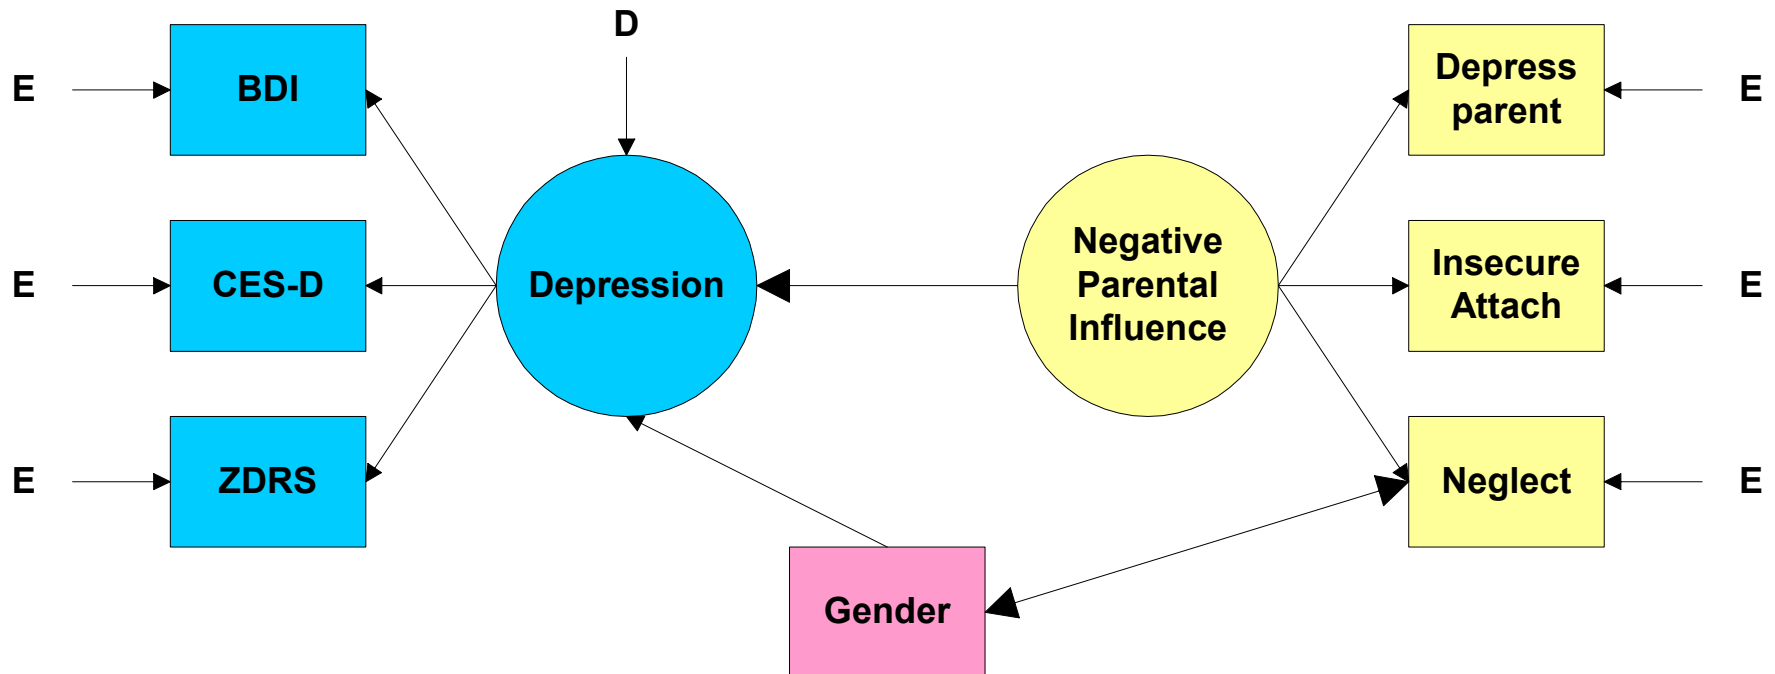 D
E
BDI
Depress
parent
E
E
CES-D
Depression
Negative
Parental
Influence
Insecure
Attach
E
E
ZDRS
Neglect
E
Gender